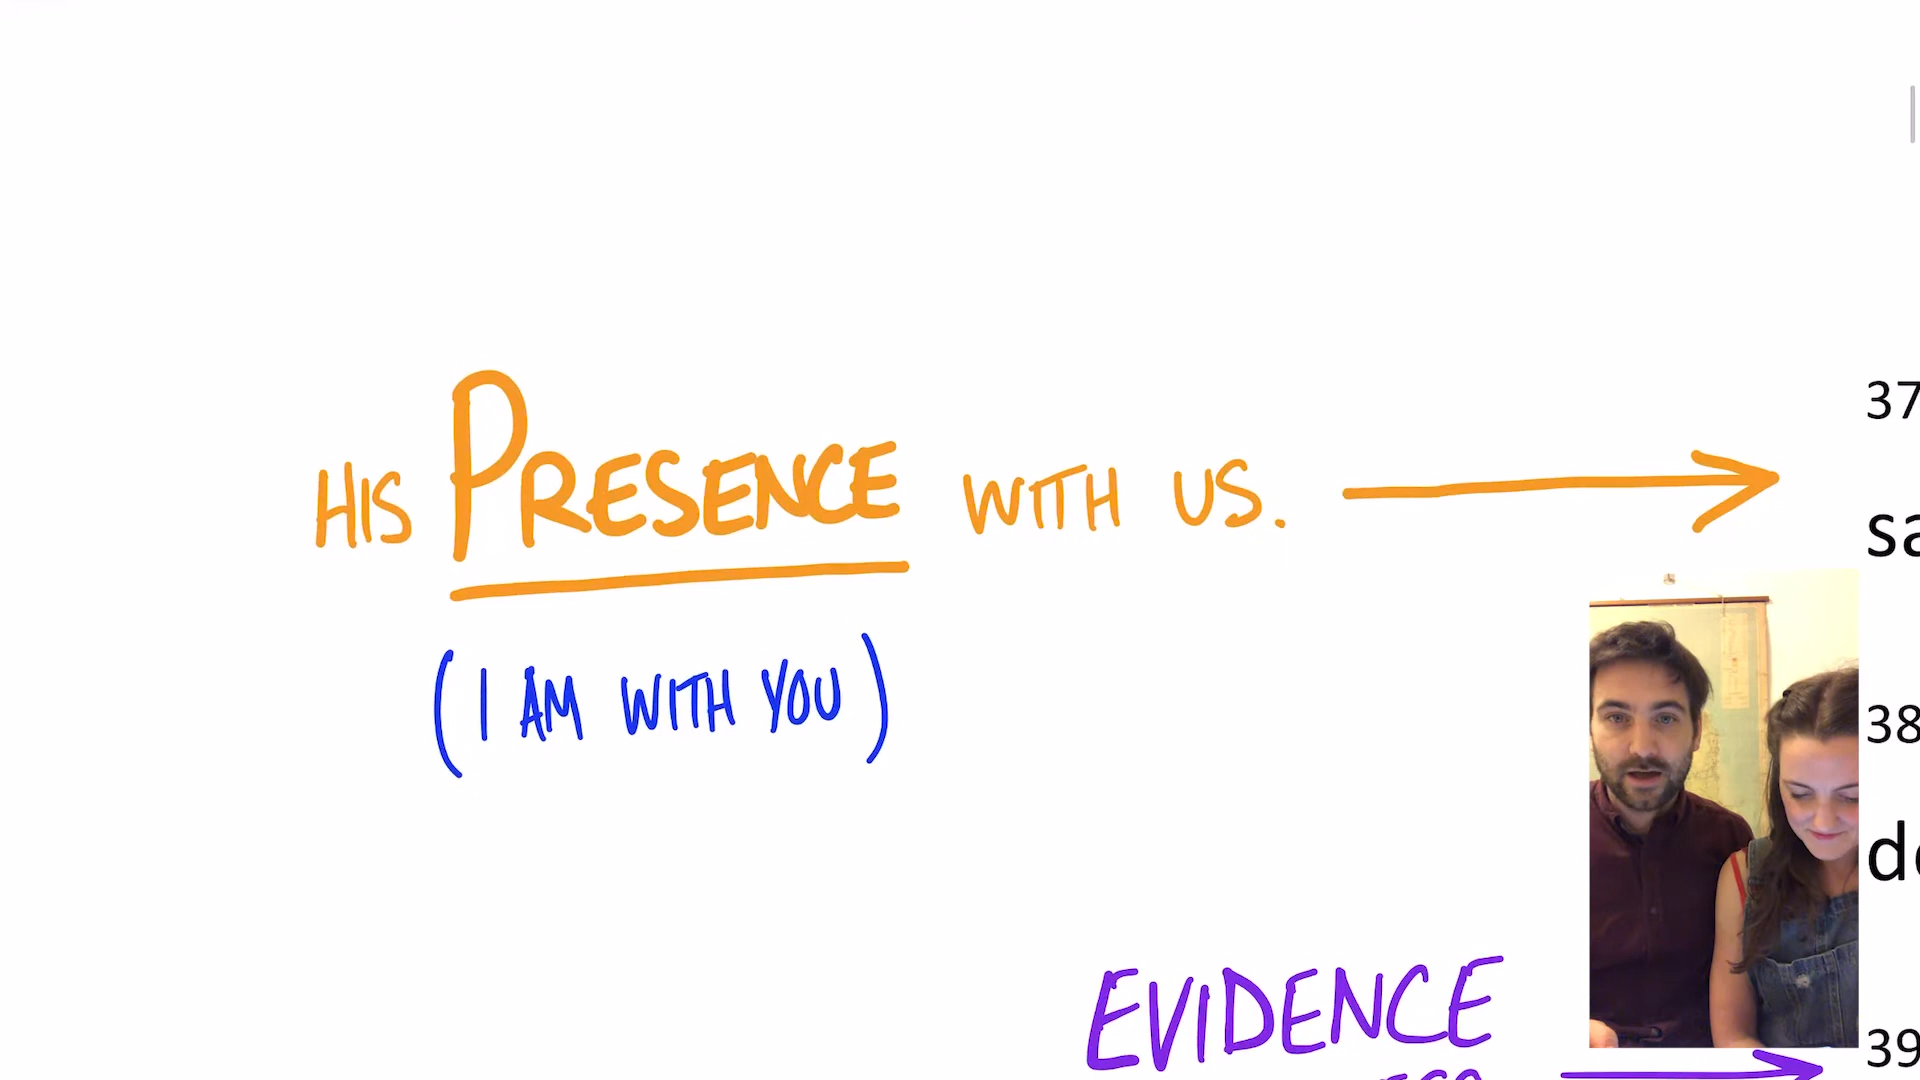 37
HIS PRESENCE WITH US.
sa
(I AM WITH YOU)
38
EVIDENCE
39